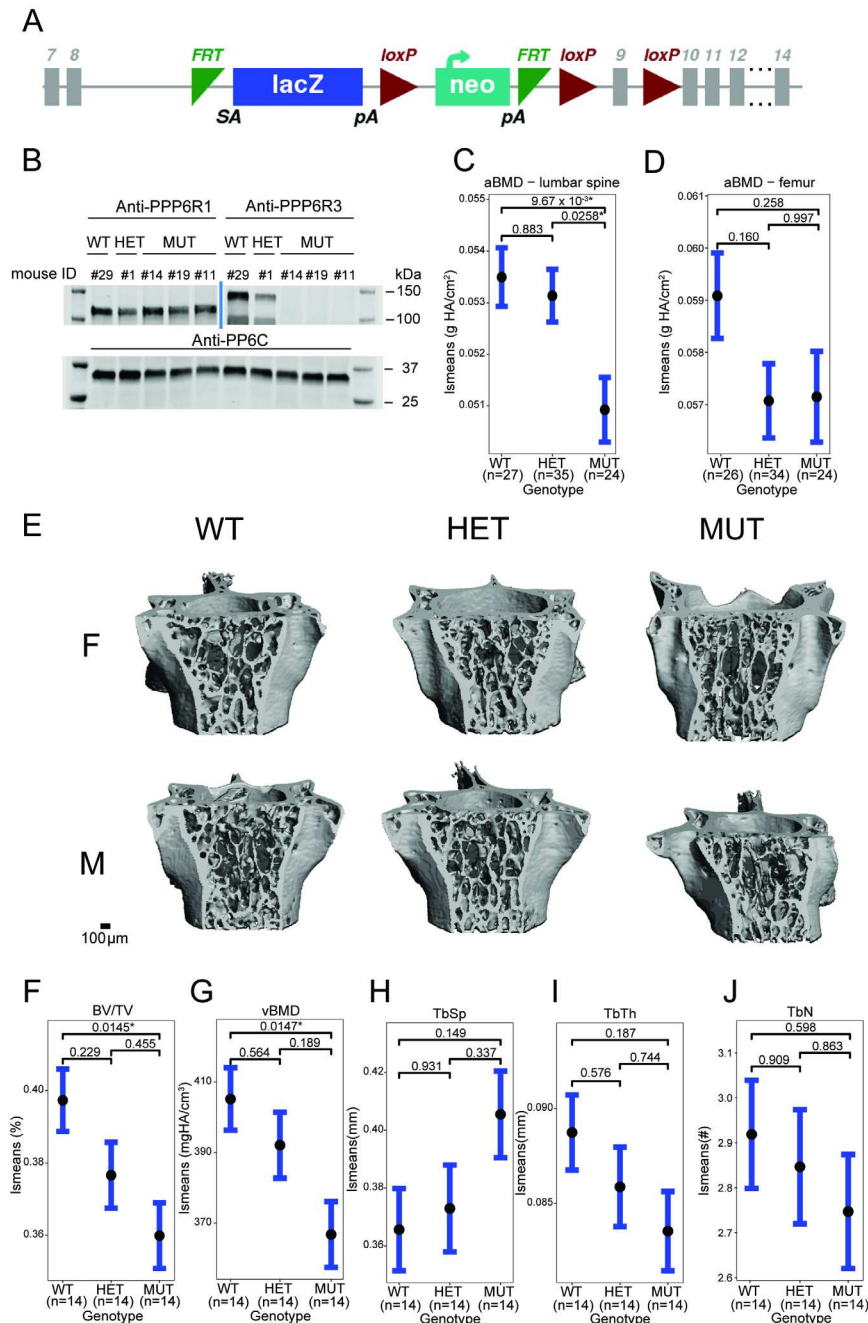 A
7 8 FRT loxP FRT loxP loxP 9 10 11 12 14
lacZ neo
SA pA pA
B
Anti-PPP6R1 Anti-PPP6R3
WT HET MUT WT HET MUT
mouse ID #29 #1 #14 #19 #11 #29 #1 #14 #19 #11 kDa
150
100
Anti-PP6C
37
25
C
aBMD – lumbar spine
9.67 x 10-3*
0.0258*
0.883
0.055
0.054
0.053
0.052
0.051
lsmeans (g HA/cm2)
WT HET MUT
(n=27) (n=35) (n=24)
Genotype
D
aBMD – femur
0.258
0.997
0.160
0.061
0.060
0.059
0.058
0.057
lsmeans (g HA/cm2)
WT HET MUT
(n=26) (n=34) (n=24)
Genotype
E
WT HET MUT
F
M
100µm
F
BV/TV
0.0145*
0.229 0.455
0.40
0.38
0.36
lsmeans (%)
WT HET MUT
(n=14) (n=14) (n=14)
Genotype
G
vBMD
0.0147*
0.564 0.189
405
390
370
lsmeans (mgHA/cm3)
WT HET MUT
(n=14) (n=14) (n=14)
Genotype
H
TbSp
0.149
0.931 0.337
0.42
0.40
0.38
0.36
lsmeans(mm)
WT HET MUT
(n=14) (n=14) (n=14)
Genotype
I
TbTh
0.187
0.576 0.744
0.090
0.085
lsmeans(mm)
WT HET MUT
(n=14) (n=14) (n=14)
Genotype
J
TbN
0.598
0.909 0.863
3.1
3.0
2.9
2.8
2.7
2.6
lsmeans(#)
WT HET MUT
(n=14) (n=14) (n=14)
Genotype